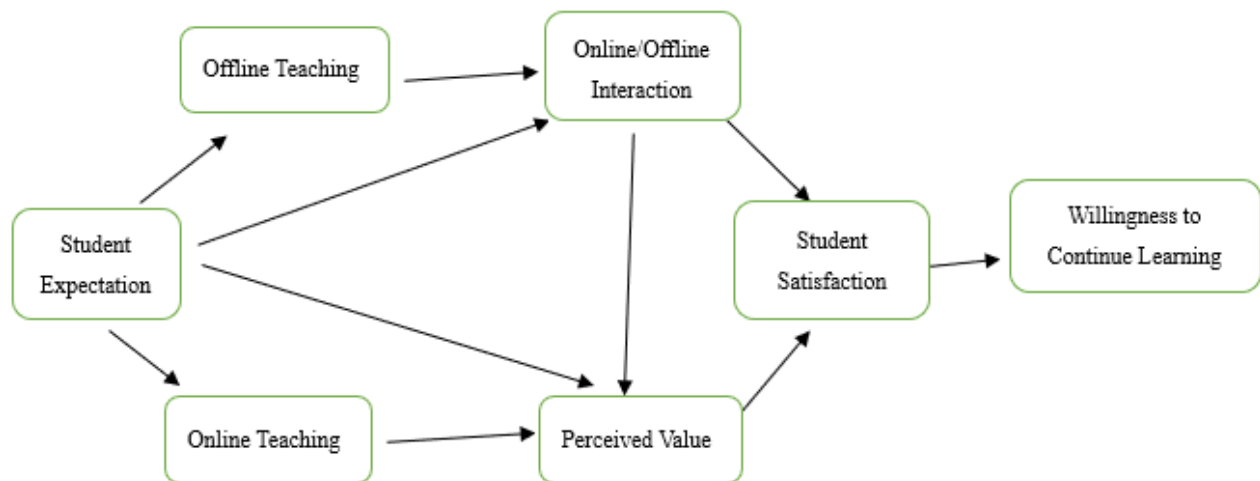 Offline Teaching
Online/Offline
Interaction
Student
Expectation
Student
Satisfaction
Willingness to
Continue Learning
Online Teaching
Perceived Value